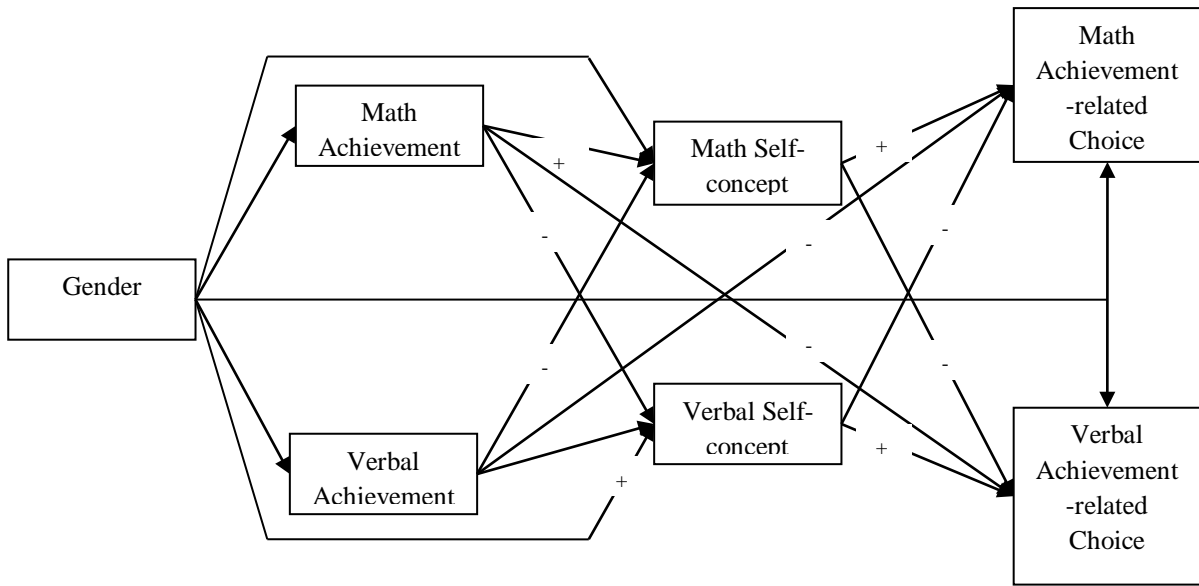 Gender
Math
Achievement
Verbal
Achievement
+
-
-
+
Math Self-
concept
Verbal Self-
concept
+
-
-
-
-
+
Math
Achievement
-related
Choice
Verbal
Achievement
-related
Choice